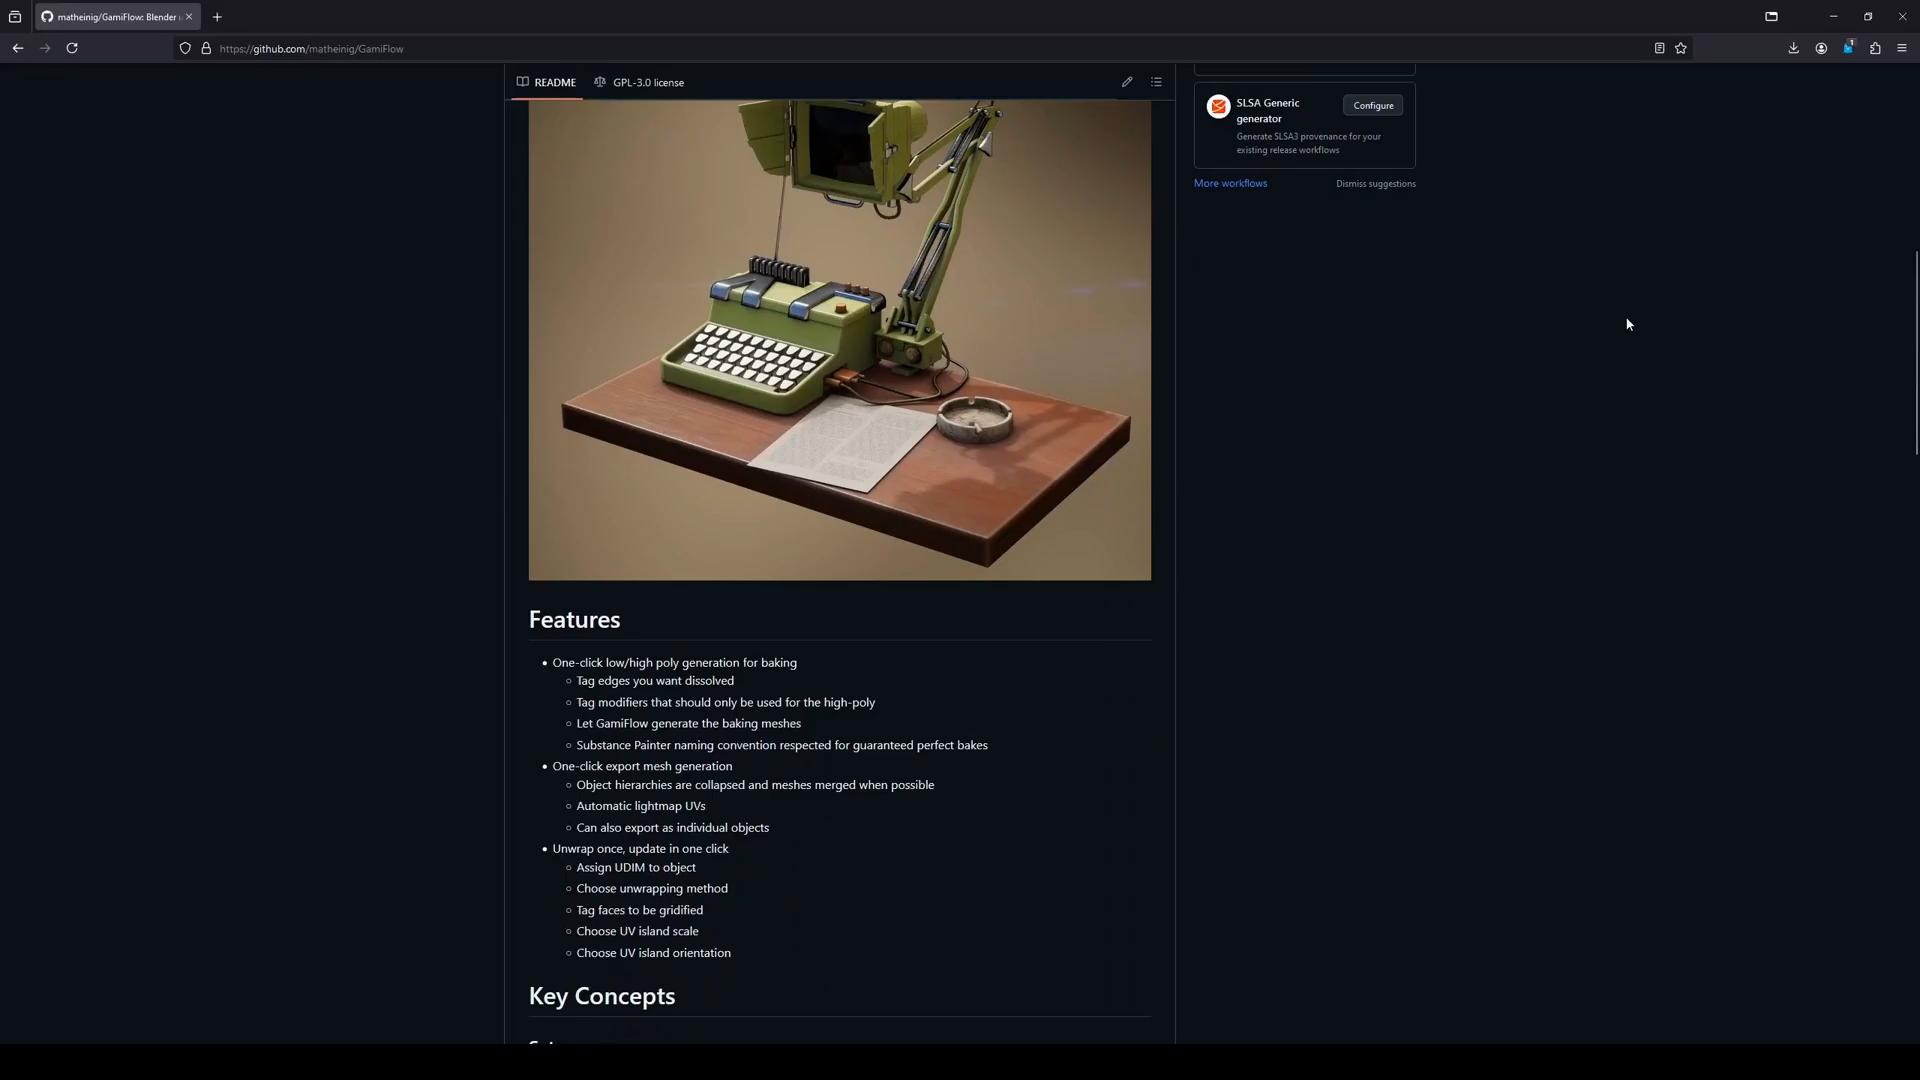 matheinig/GamiFlow: Blender
https://github.com/matheinig/GamiFlow
1
README
GPL-3.0 license
SLSA Generic
generator
Configure
Generate SLSA3 provenance for your
existing release workflows
More workflows
Dismiss suggestions
Features
• One-click low/high poly generation for baking
○ Tag edges you want dissolved
○ Tag modifiers that should only be used for the high-poly
○ Let GamiFlow generate the baking meshes
○ Substance Painter naming convention respected for guaranteed perfect bakes
• One-click export mesh generation
○ Object hierarchies are collapsed and meshes merged when possible
○ Automatic lightmap UVs
○ Can also export as individual objects
• Unwrap once, update in one click
○ Assign UDIM to object
○ Choose unwrapping method
○ Tag faces to be gridified
○ Choose UV island scale
○ Choose UV island orientation
Key Concepts